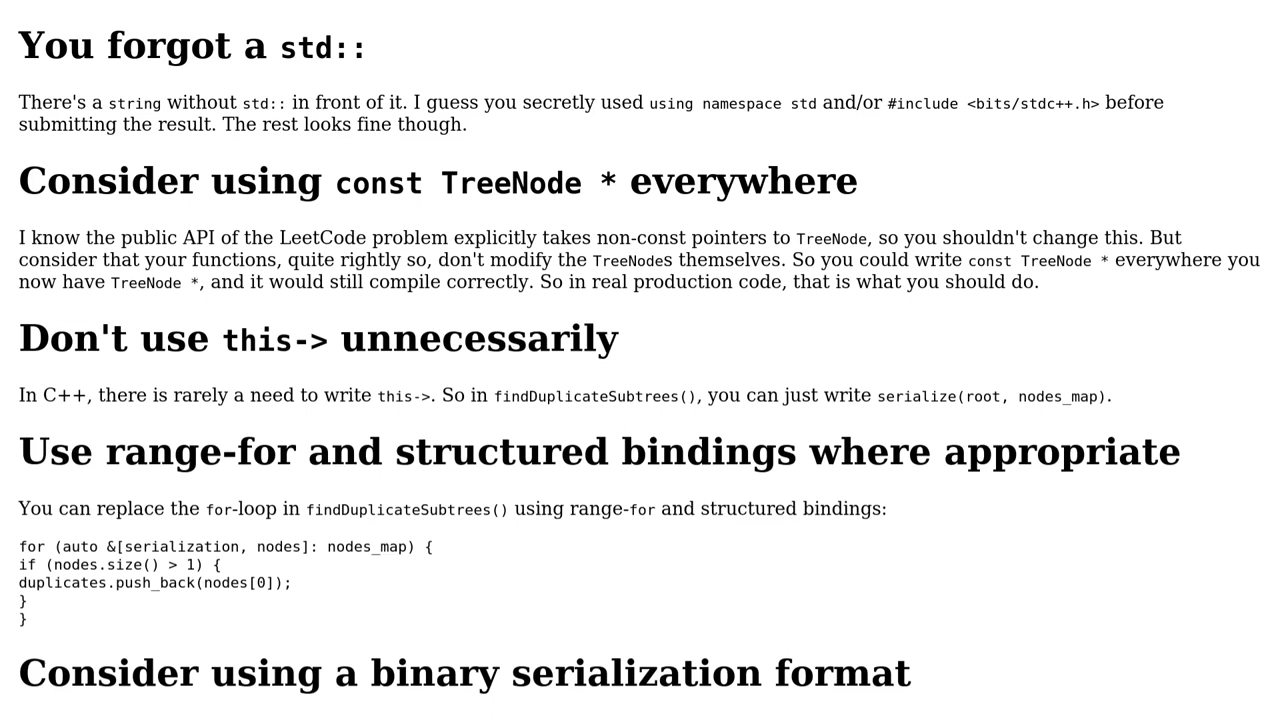 You forgot a std::
There's a string without std:: in front of it. I guess you secretly used using namespace std and/or #include <bits/stdc++.h> before
submitting the result. The rest looks fine though.
Consider using const TreeNode * everywhere
I know the public API of the LeetCode problem explicitly takes non-const pointers to TreeNode, so you shouldn't change this. But
consider that your functions, quite rightly so, don't modify the TreeNodes themselves. So you could write const TreeNode * everywhere you
now have TreeNode *, and it would still compile correctly. So in real production code, that is what you should do.
Don't use this-> unnecessarily
In C++, there is rarely a need to write this->. So in findDuplicateSubtrees(), you can just write serialize(root, nodes_map).
Use range-for and structured bindings where appropriate
You can replace the for-loop in findDuplicateSubtrees() using range-for and structured bindings:
for (auto &[serialization, nodes]: nodes_map) {
if (nodes.size() > 1) {
duplicates.push_back(nodes[0]);
}
}
Consider using a binary serialization format